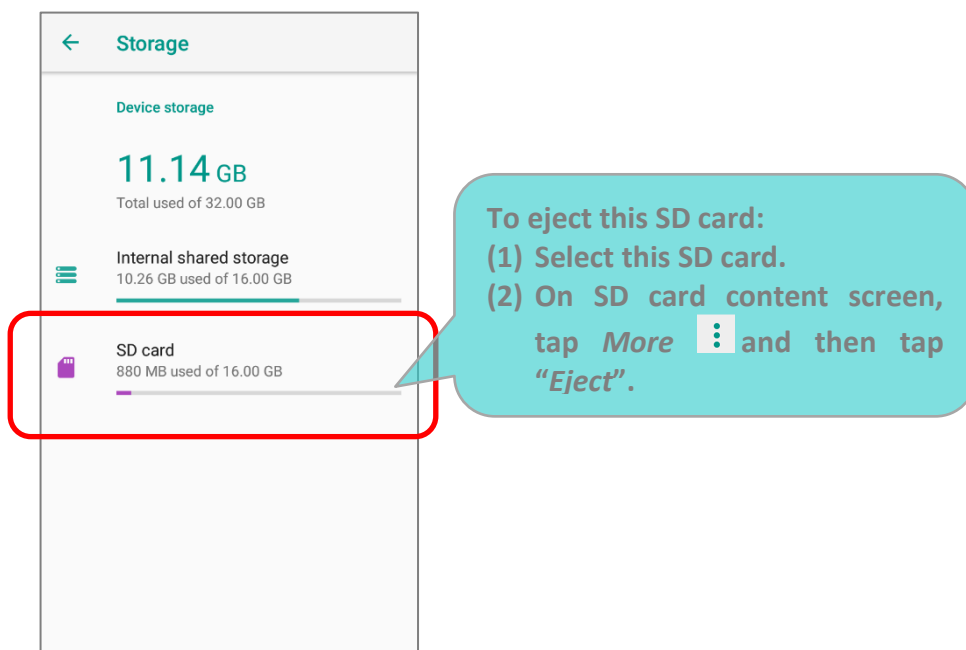 Storage
Device storage
11.14 GB
Total used of 32.00 GB
Internal shared storage
10.26 GB used of 16.00 GB
SD card
880 MB used of 16.00 GB
To eject this SD card:
(1) Select this SD card.
(2) On SD card content screen,
tap More and then tap
“Eject”.